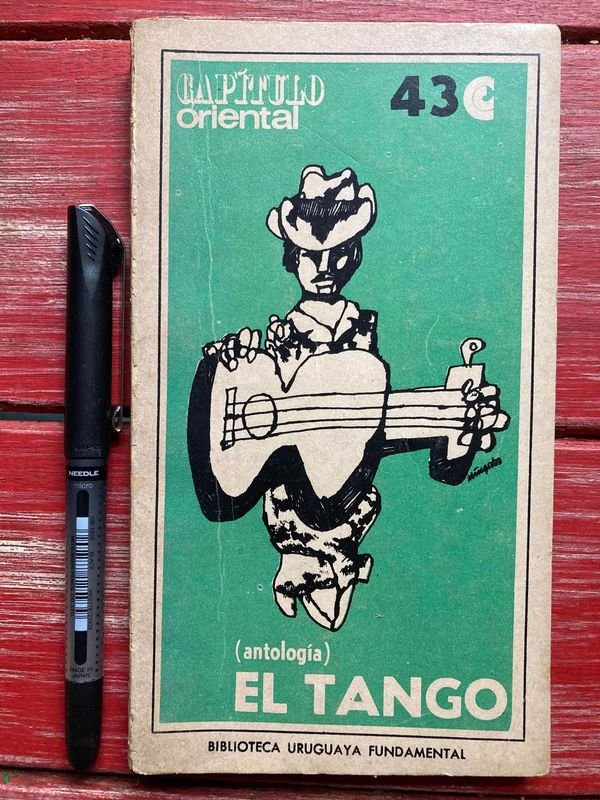 CAPÍTULO
oriental
43
(antología)
EL TANGO
BIBLIOTECA URUGUAYA FUNDAMENTAL
NEEDLE
micro
MADE IN
JAPAN